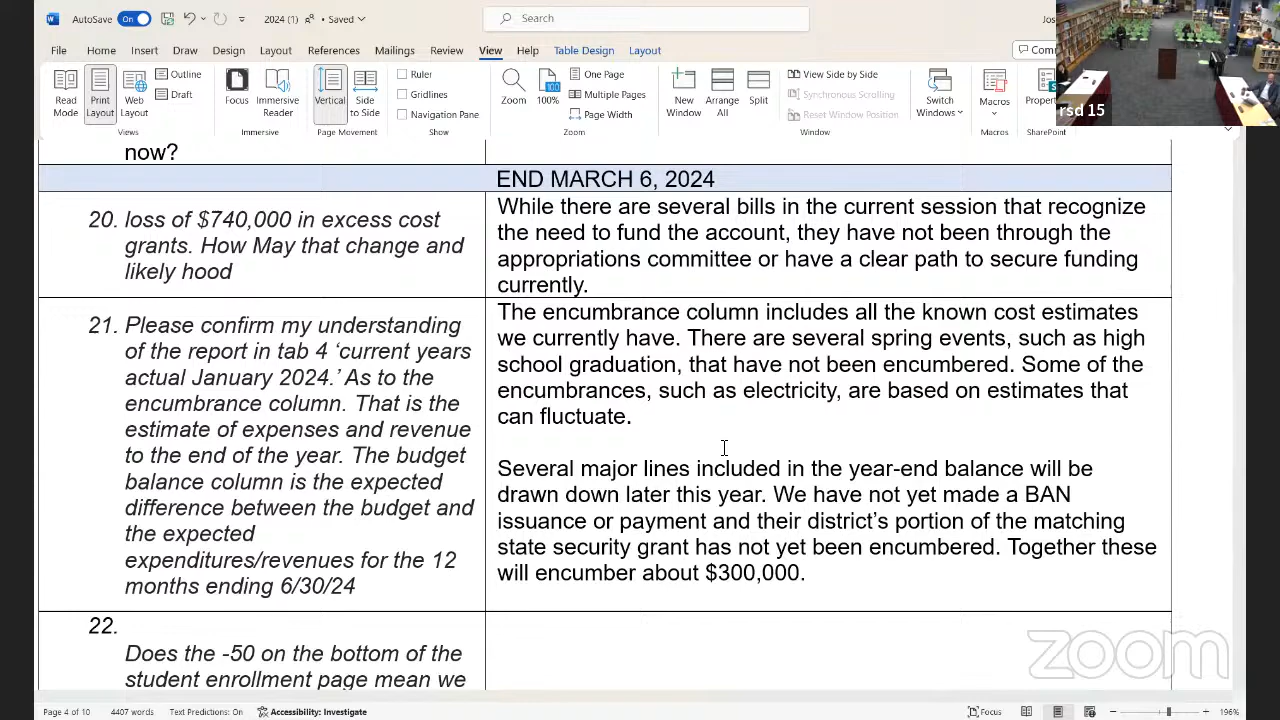 AutoSave On 2024 (1) • Saved Search Jos
File Home Insert Draw Design Layout References Mailings Review View Help Table Design Layout Comm
Read Mode Print Layout Web Layout Outline Draft Focus Immersive Reader Vertical Side to Side Ruler Gridlines Navigation Pane Zoom 100% One Page Multiple Pages Page Width New Window Arrange All Split View Side by Side Synchronous Scrolling Reset Window Position Switch Windows Macros Propert
Views Immersive Page Movement Show Zoom Window Macros SharePoint
rsd 15
now?
END MARCH 6, 2024
20. loss of $740,000 in excess cost
grants. How May that change and
likely hood
While there are several bills in the current session that recognize
the need to fund the account, they have not been through the
appropriations committee or have a clear path to secure funding
currently.
21. Please confirm my understanding
of the report in tab 4 ‘current years
actual January 2024.’ As to the
encumbrance column. That is the
estimate of expenses and revenue
to the end of the year. The budget
balance column is the expected
difference between the budget and
the expected
expenditures/revenues for the 12
months ending 6/30/24
The encumbrance column includes all the known cost estimates
we currently have. There are several spring events, such as high
school graduation, that have not been encumbered. Some of the
encumbrances, such as electricity, are based on estimates that
can fluctuate.
Several major lines included in the year-end balance will be
drawn down later this year. We have not yet made a BAN
issuance or payment and their district’s portion of the matching
state security grant has not yet been encumbered. Together these
will encumber about $300,000.
22.
Does the -50 on the bottom of the
student enrollment page mean we
zoom
Page 4 of 10 4407 words Text Predictions: On Accessibility: Investigate Focus 196%